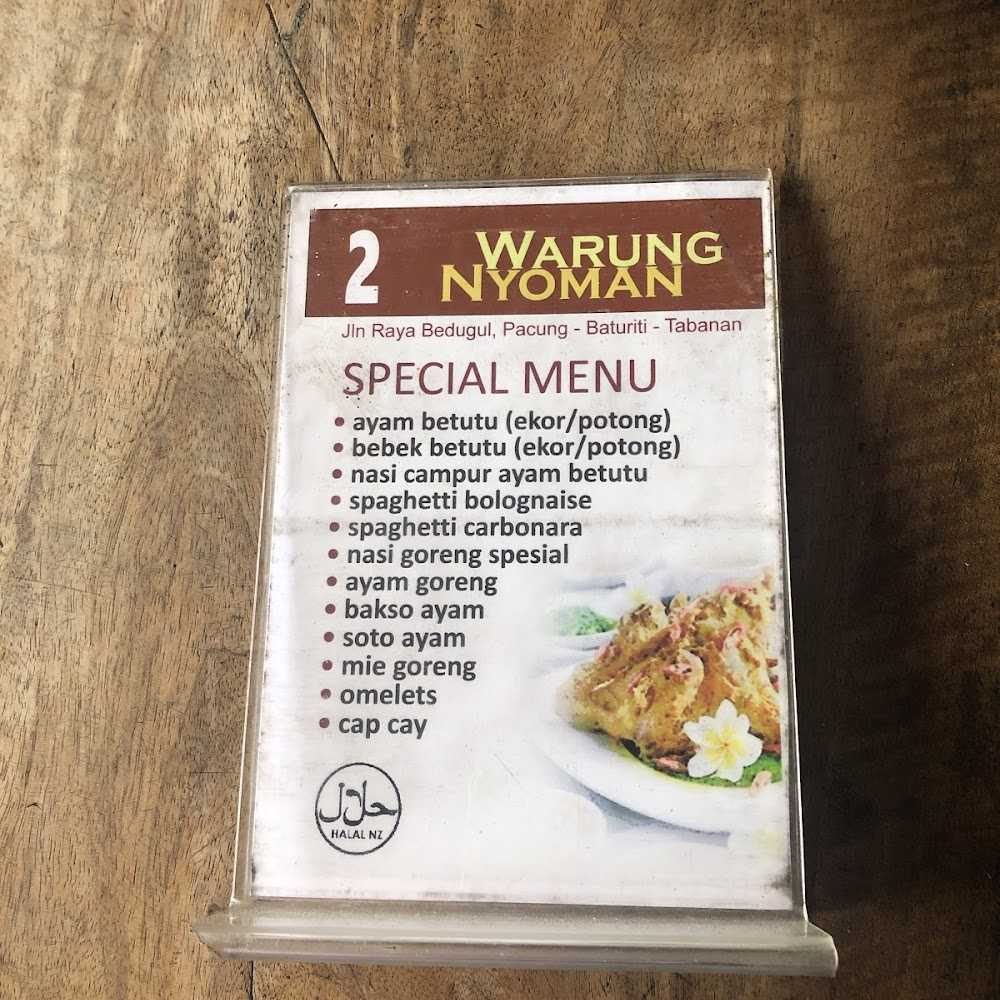 2
WARUNG
NYOMAN
Jln Raya Bedugul, Pacung - Baturiti - Tabanan
SPECIAL MENU
• ayam betutu (ekor/potong)
• bebek betutu (ekor/potong)
• nasi campur ayam betutu
• spaghetti bolognaise
• spaghetti carbonara
• nasi goreng spesial
• ayam goreng
• bakso ayam
• soto ayam
• mie goreng
• omelets
• cap cay
حلال
HALAL NZ